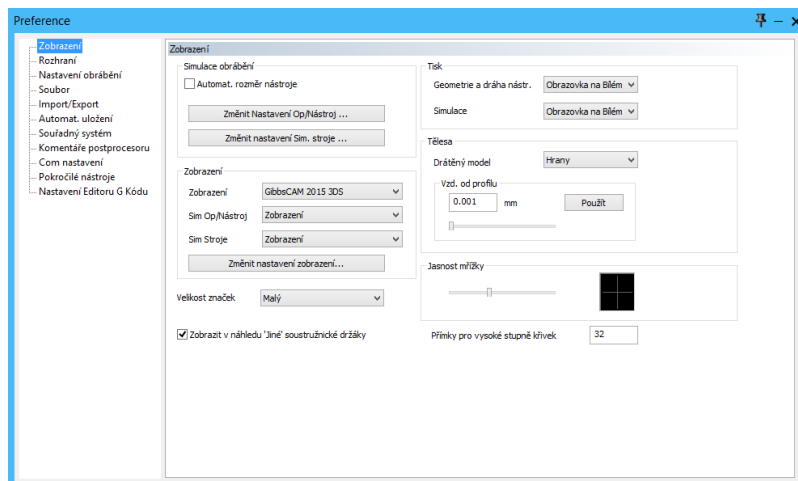 Preference
Zobrazení
Rozhraní
Nastavení obrábění
Soubor
Import/Export
Automat. uložení
Souřadný systém
Komentáře postprocesoru
Com nastavení
Pokročilé nástroje
Nastavení Editoru G Kódu
Zobrazení
Simulace obrábění
Automat. rozměr nástroje
Změnit Nastavení Op/Nástroj ...
Změnit nastavení Sim. stroje ...
Zobrazení
Zobrazení GibbsCAM 2015 3DS
Sim Op/Nástroj Zobrazení
Sim Stroje Zobrazení
Změnit nastavení zobrazení...
Velikost značek Malý
Zobrazit v náhledu 'Jiné' soustružnické držáky
Tisk
Geometrie a dráha nástr. Obrazovka na Bílém
Simulace Obrazovka na Bílém
Tělesa
Drátěný model Hrany
Vzd. od profilu
0.001 mm Použít
Jasnost mřížky
Přímky pro vysoké stupně křivek 32